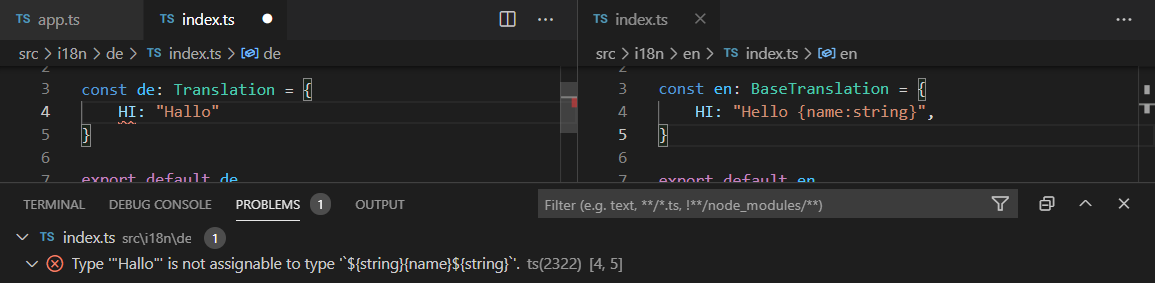 TS app.ts TS index.ts
src > i18n > de > TS index.ts > de
2
3 const de: Translation = {
4 HI: "Hallo"
5 }
6
7 export default de
TS index.ts
src > i18n > en > TS index.ts > en
2
3 const en: BaseTranslation = {
4 HI: "Hello {name:string}",
5 }
6
7 export default en
TERMINAL DEBUG CONSOLE PROBLEMS 1 OUTPUT Filter (e.g. text, **/*.ts, !**/node_modules/**)
TS index.ts src\i18n\de 1
Type '"Hallo"' is not assignable to type '`${string}{name}${string}`'. ts(2322) [4, 5]